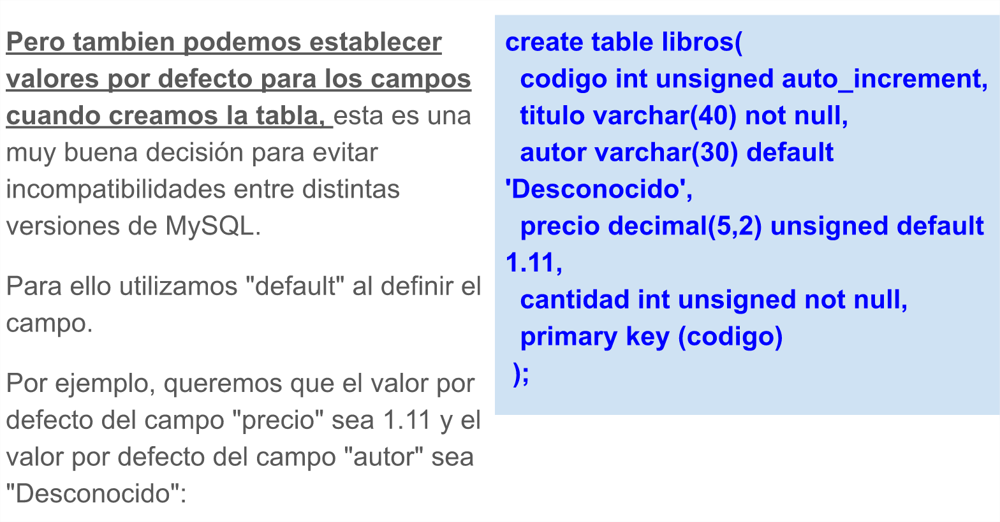 Pero tambien podemos establecer
valores por defecto para los campos
cuando creamos la tabla, esta es una
muy buena decisión para evitar
incompatibilidades entre distintas
versiones de MySQL.
Para ello utilizamos "default" al definir el
campo.
Por ejemplo, queremos que el valor por
defecto del campo "precio" sea 1.11 y el
valor por defecto del campo "autor" sea
"Desconocido":
create table libros(
codigo int unsigned auto_increment,
titulo varchar(40) not null,
autor varchar(30) default
'Desconocido',
precio decimal(5,2) unsigned default
1.11,
cantidad int unsigned not null,
primary key (codigo)
);